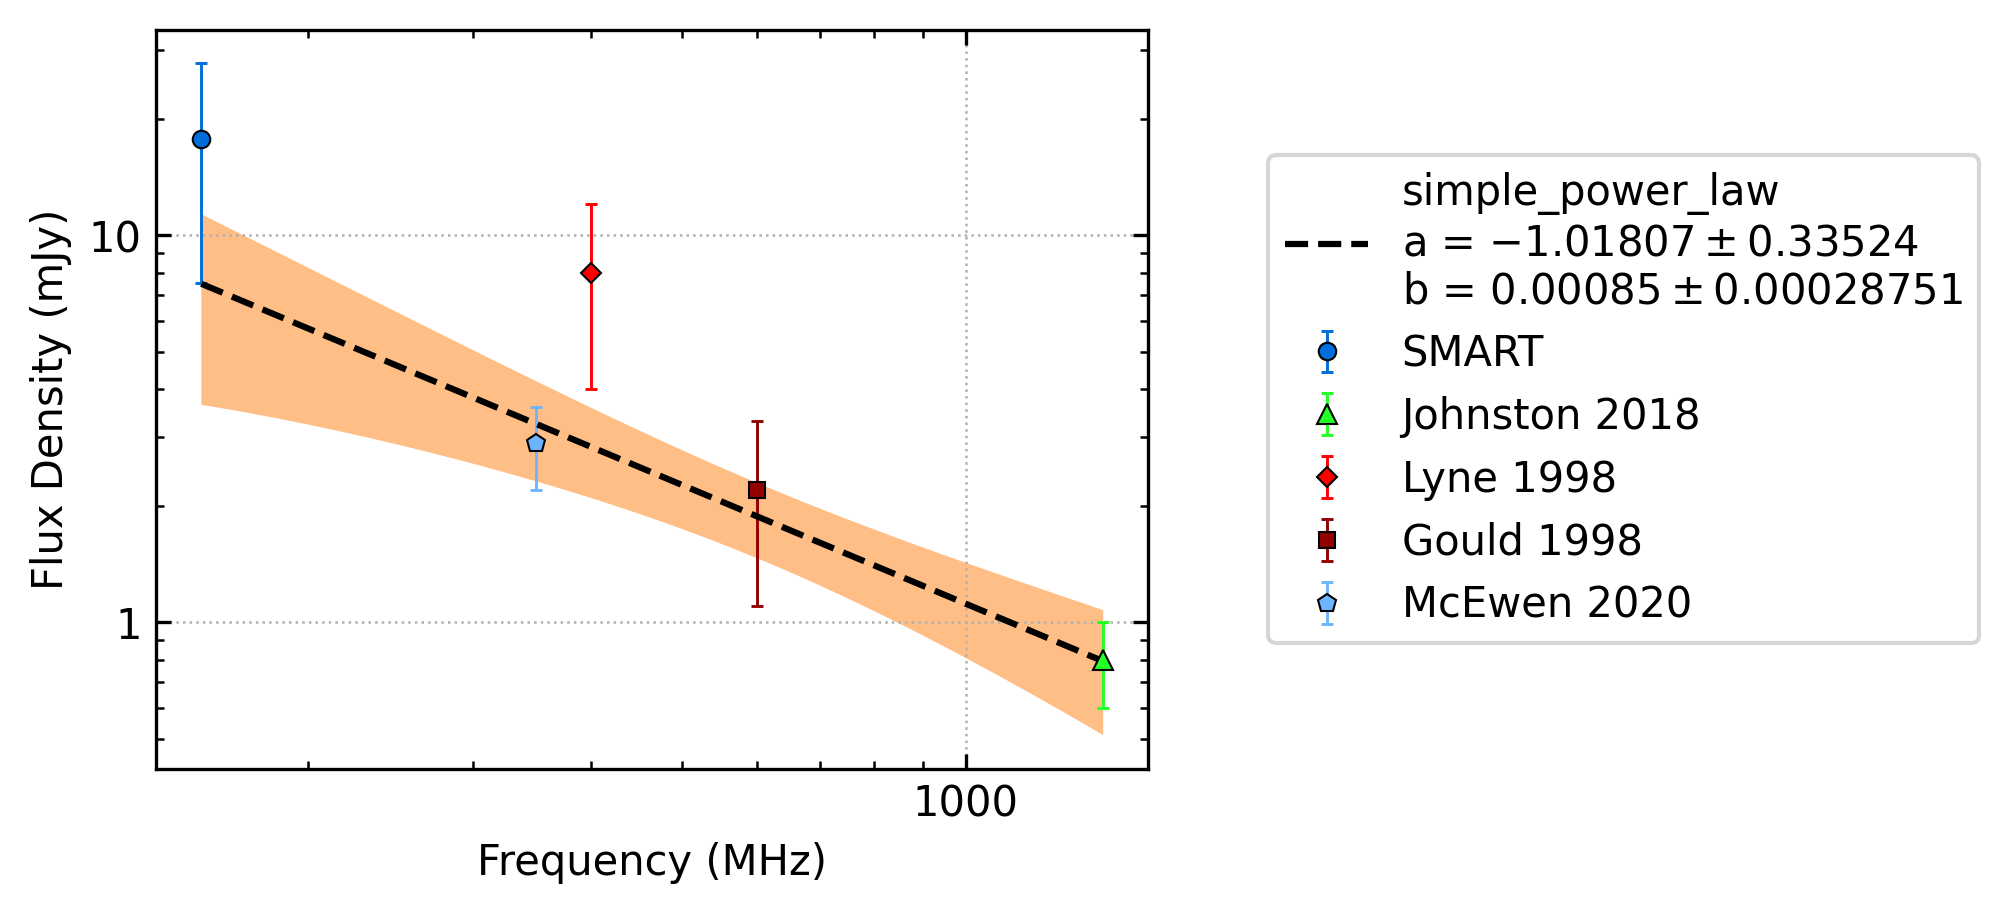 10
1
Flux Density (mJy)
1000
Frequency (MHz)
simple_power_law
a = −1.01807 ± 0.33524
b = 0.00085 ± 0.00028751
SMART
Johnston 2018
Lyne 1998
Gould 1998
McEwen 2020